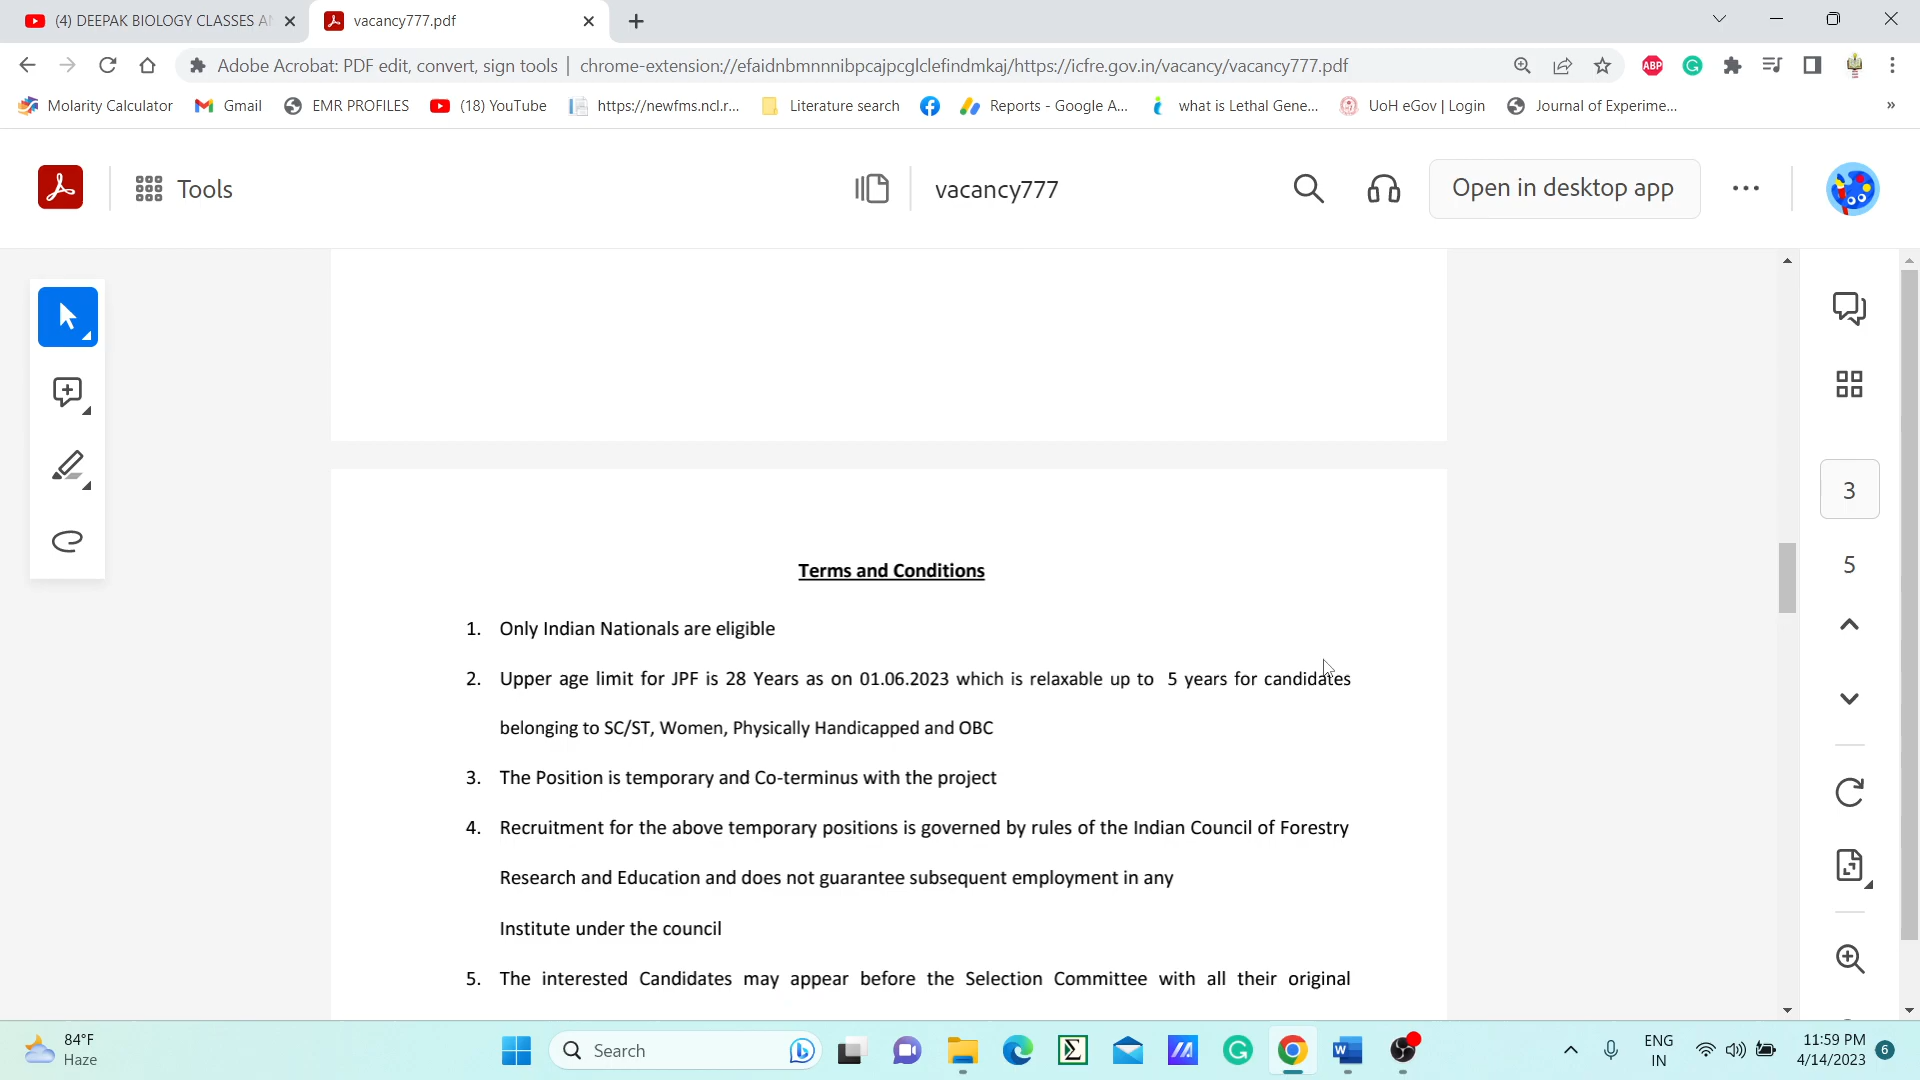 (4) DEEPAK BIOLOGY CLASSES AN
vacancy777.pdf
Adobe Acrobat: PDF edit, convert, sign tools | chrome-extension://efaidnbmnnnibpcajpcglclefindmkaj/https://icfre.gov.in/vacancy/vacancy777.pdf
ABP
Molarity Calculator
Gmail
EMR PROFILES
(18) YouTube
https://newfms.ncl.r...
Literature search
Reports - Google A...
what is Lethal Gene...
UoH eGov | Login
Journal of Experime...
»
Tools
vacancy777
Open in desktop app
3
5
Terms and Conditions
1. Only Indian Nationals are eligible
2. Upper age limit for JPF is 28 Years as on 01.06.2023 which is relaxable up to 5 years for candidates
belonging to SC/ST, Women, Physically Handicapped and OBC
3. The Position is temporary and Co-terminus with the project
4. Recruitment for the above temporary positions is governed by rules of the Indian Council of Forestry
Research and Education and does not guarantee subsequent employment in any
Institute under the council
5. The interested Candidates may appear before the Selection Committee with all their original
84°F
Haze
Search
ENG
IN
11:59 PM
4/14/2023
6